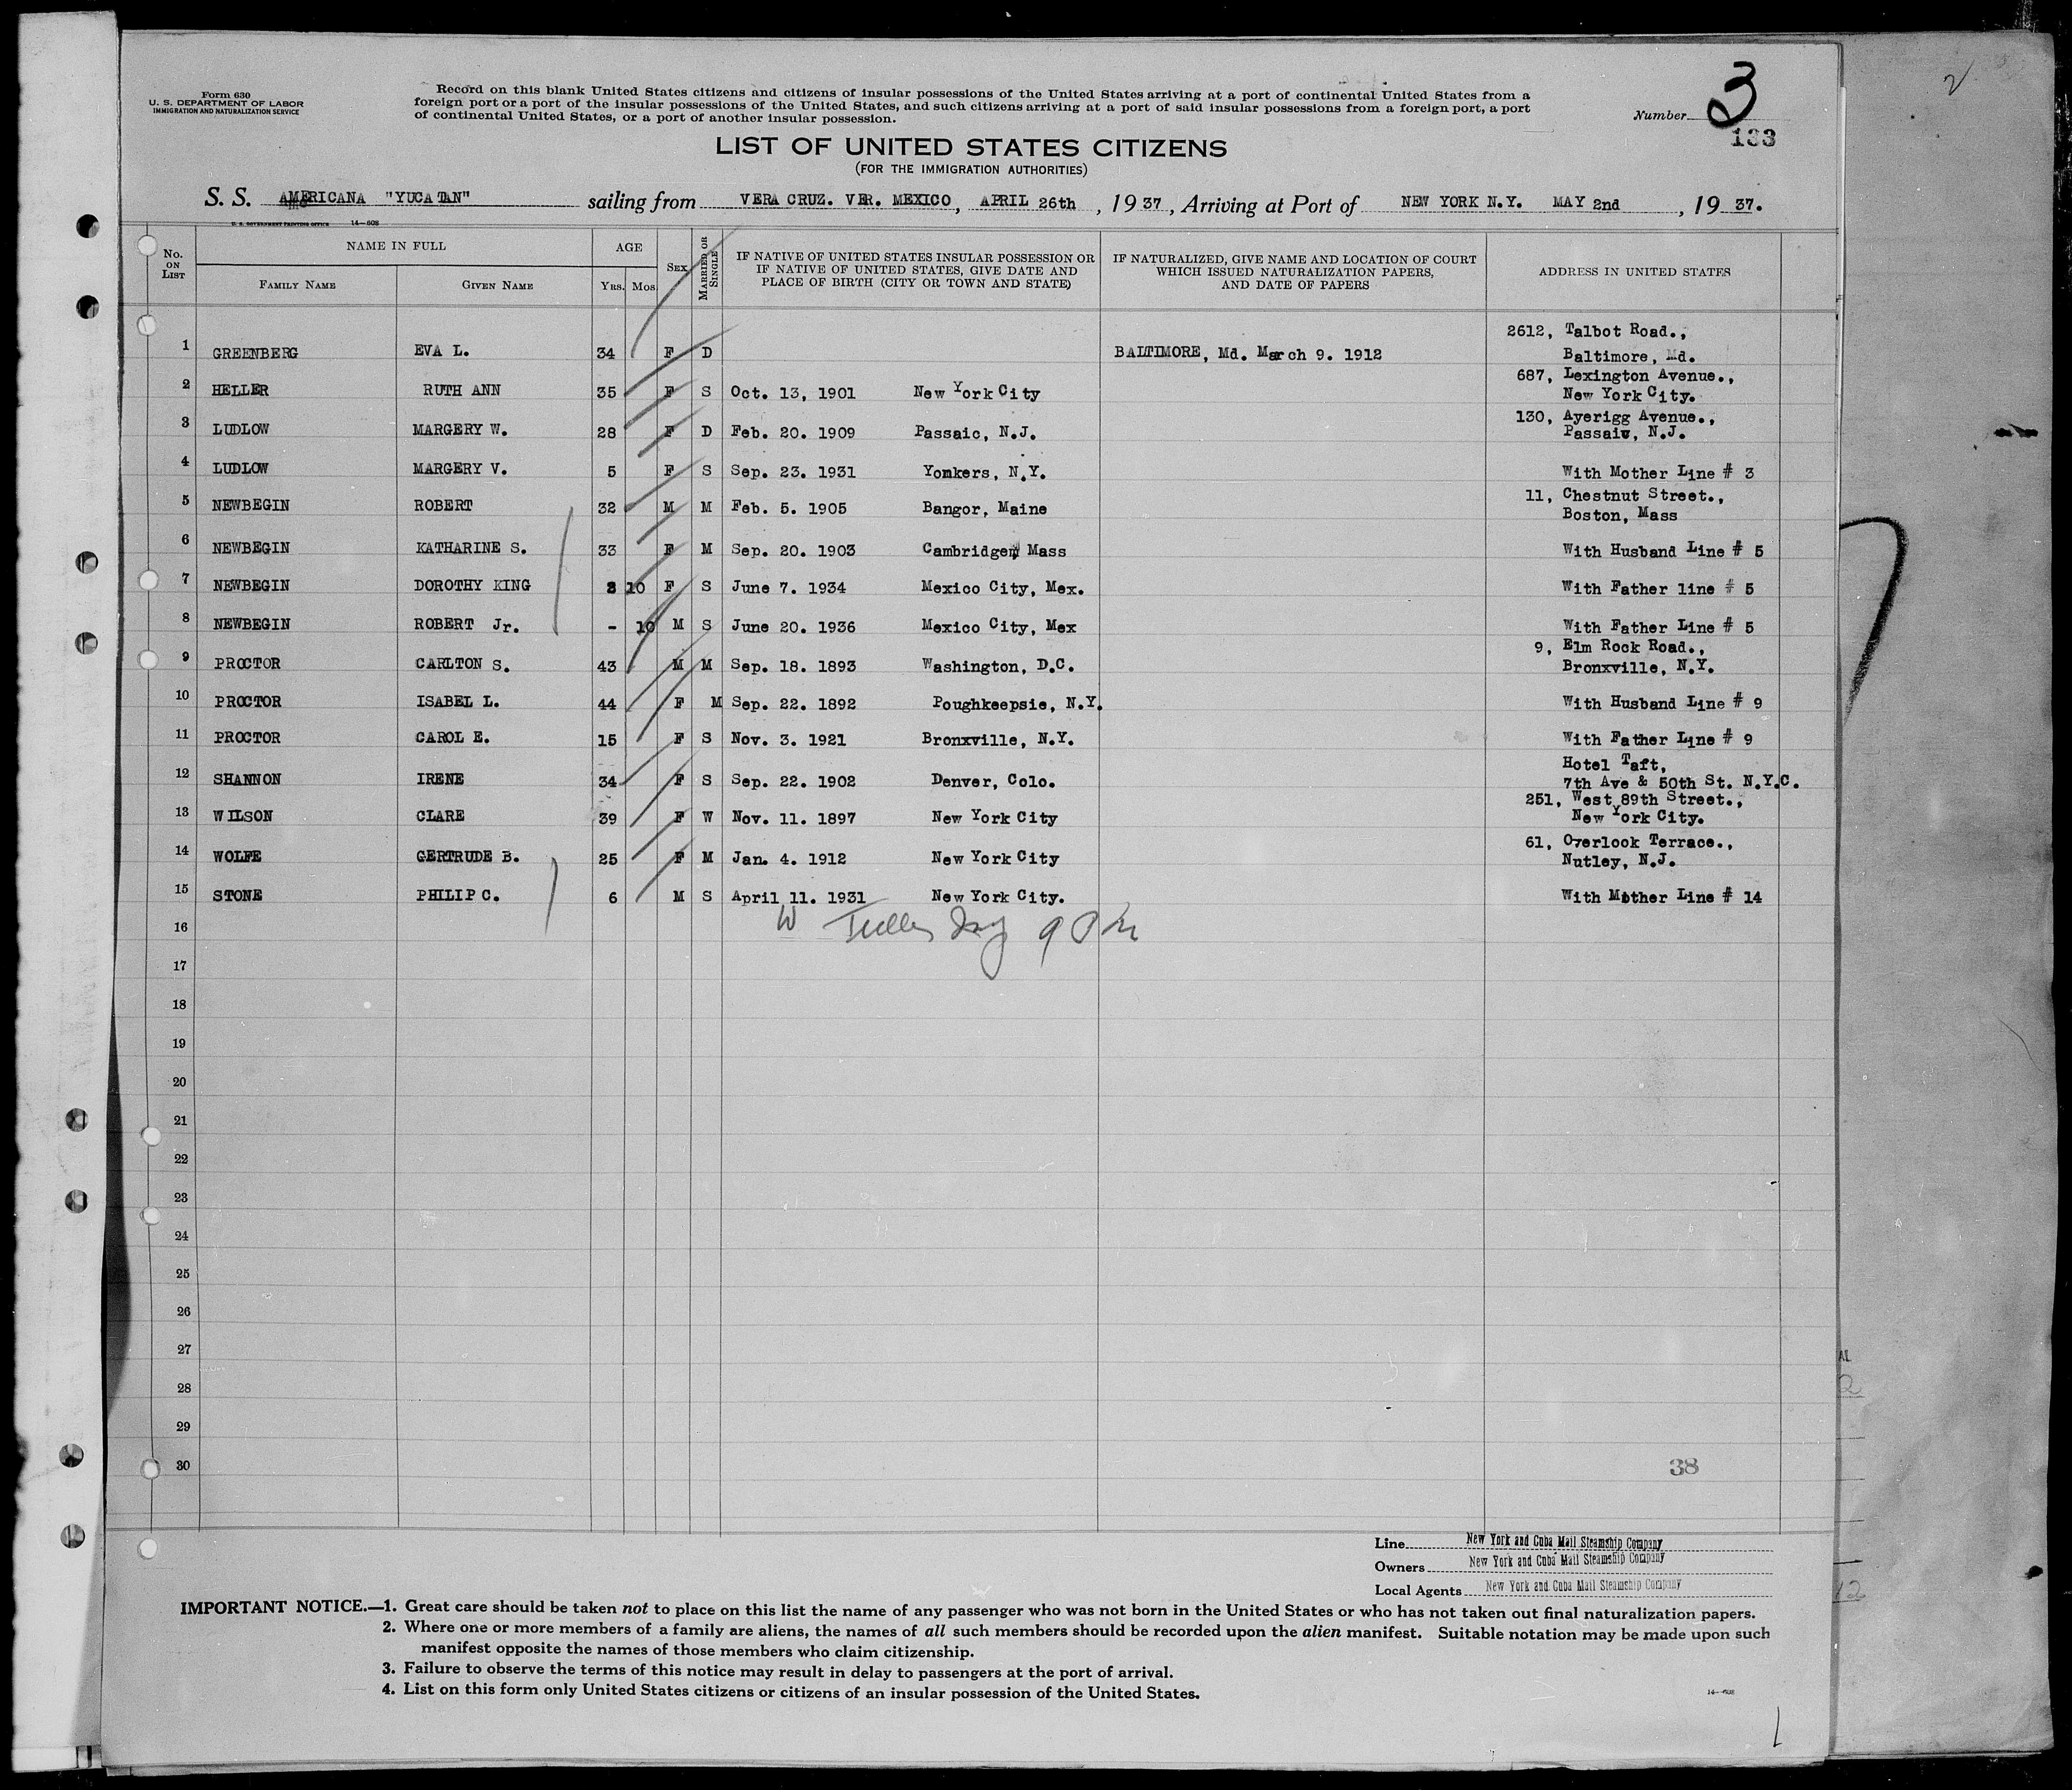 Form 630
U. S. DEPARTMENT OF LABOR
IMMIGRATION AND NATURALIZATION SERVICE
Record on this blank United States citizens and citizens of insular possessions of the United States arriving at a port of continental United States from a
foreign port or a port of the insular possessions of the United States, and such citizens arriving at a port of said insular possessions from a foreign port, a port
of continental United States, or a port of another insular possession.
Number 3
133
2
LIST OF UNITED STATES CITIZENS
(FOR THE IMMIGRATION AUTHORITIES)
S. S. AMERICANA "YUCATAN" sailing from VERA CRUZ. VER. MEXICO, APRIL 26th, 1937, Arriving at Port of NEW YORK N.Y. MAY 2nd, 19 37.
U. S. GOVERNMENT PRINTING OFFICE 14—608
No. ON LIST NAME IN FULL FAMILY NAME GIVEN NAME AGE YRS. MOS SEX MARRIED OR SINGLE IF NATIVE OF UNITED STATES INSULAR POSSESSION OR IF NATIVE OF UNITED STATES, GIVE DATE AND PLACE OF BIRTH (CITY OR TOWN AND STATE) IF NATURALIZED, GIVE NAME AND LOCATION OF COURT WHICH ISSUED NATURALIZATION PAPERS, AND DATE OF PAPERS ADDRESS IN UNITED STATES
2612, Talbot Road.,
1 GREENBERG EVA L. 34 F D BALTIMORE, Md. March 9. 1912 Baltimore, Md.
687, Lexington Avenue.,
2 HELLER RUTH ANN 35 F S Oct. 13, 1901 New York City New York City.
130, Ayerigg Avenue.,
3 LUDLOW MARGERY W. 28 F D Feb. 20. 1909 Passaic, N.J. Passaiv, N.J.
4 LUDLOW MARGERY V. 5 F S Sep. 23. 1931 Yonkers, N.Y. With Mother Line # 3
11, Chestnut Street.,
5 NEWBEGIN ROBERT 32 M M Feb. 5. 1905 Bangor, Maine Boston, Mass
6 NEWBEGIN KATHARINE S. 33 F M Sep. 20. 1903 Cambridge, Mass With Husband Line # 5
7 NEWBEGIN DOROTHY KING 2 10 F S June 7. 1934 Mexico City, Mex. With Father line # 5
8 NEWBEGIN ROBERT Jr. - 10 M S June 20. 1936 Mexico City, Mex With Father Line # 5
9, Elm Rock Road.,
9 PROCTOR CARLTON S. 43 M M Sep. 18. 1893 Washington, D.C. Bronxville, N.Y.
10 PROCTOR ISABEL L. 44 F M Sep. 22. 1892 Poughkeepsie, N.Y. With Husband Line # 9
11 PROCTOR CAROL E. 15 F S Nov. 3. 1921 Bronxville, N.Y. With Father Line # 9
Hotel Taft,
12 SHANNON IRENE 34 F S Sep. 22. 1902 Denver, Colo. 7th Ave & 50th St. N.Y.C.
251, West 89th Street.,
13 WILSON CLARE 39 F W Nov. 11. 1897 New York City New York City.
61, Overlook Terrace.,
14 WOLFE GERTRUDE B. 25 F M Jan. 4. 1912 New York City Nutley, N.J.
15 STONE PHILIP C. 6 M S April 11. 1931 New York City. With Mother Line # 14
16
17
18
19
20
21
22
23
24
25
26
27
28
29
30
38
Line New York and Cuba Mail Steamship Company
Owners New York and Cuba Mail Steamship Company
Local Agents New York and Cuba Mail Steamship Company
IMPORTANT NOTICE.—1. Great care should be taken not to place on this list the name of any passenger who was not born in the United States or who has not taken out final naturalization papers.
2. Where one or more members of a family are aliens, the names of all such members should be recorded upon the alien manifest. Suitable notation may be made upon such
manifest opposite the names of those members who claim citizenship.
3. Failure to observe the terms of this notice may result in delay to passengers at the port of arrival.
4. List on this form only United States citizens or citizens of an insular possession of the United States.
14—608